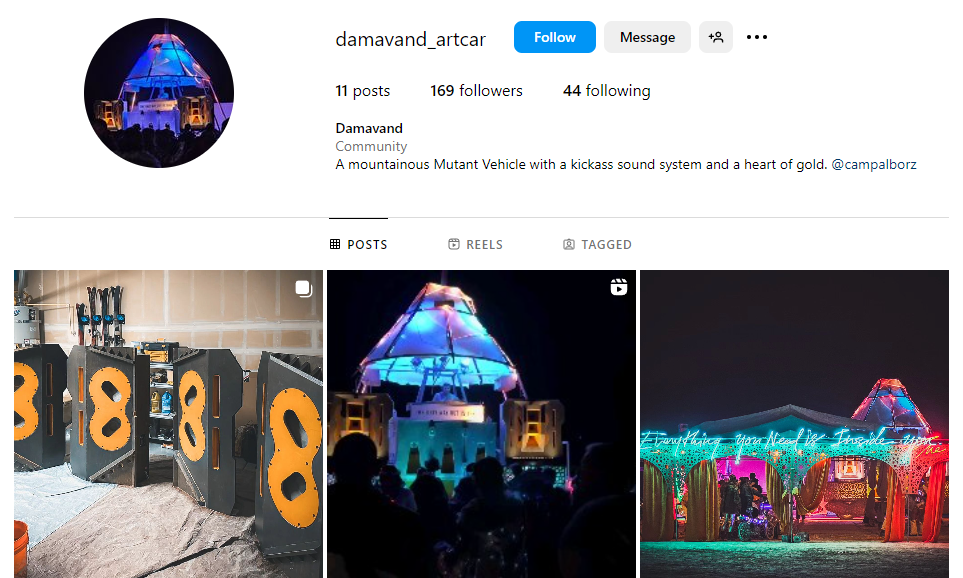 damavand_artcar
Follow
Message
11 posts
169 followers
44 following
Damavand
Community
A mountainous Mutant Vehicle with a kickass sound system and a heart of gold. @campalborz
POSTS
REELS
TAGGED
Everything You Need is Inside you